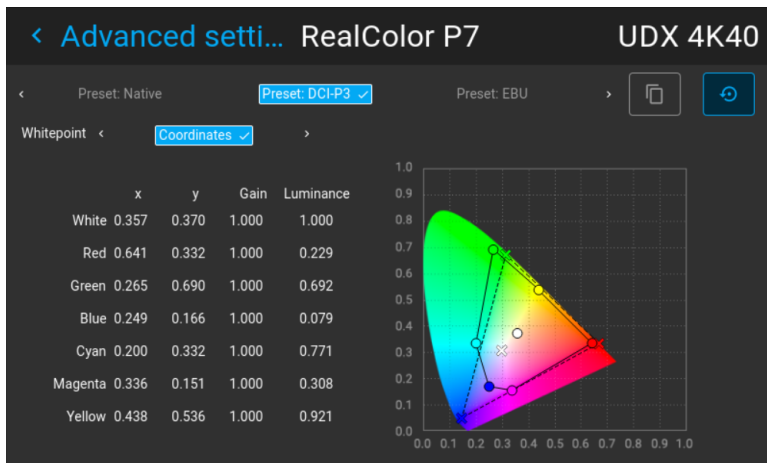 ‹ Advanced setti... RealColor P7 UDX 4K40
‹ Preset: Native Preset: DCI-P3 ✓ Preset: EBU ›
Whitepoint ‹ Coordinates ✓ ›
x y Gain Luminance
White 0.357 0.370 1.000 1.000
Red 0.641 0.332 1.000 0.229
Green 0.265 0.690 1.000 0.692
Blue 0.249 0.166 1.000 0.079
Cyan 0.200 0.332 1.000 0.771
Magenta 0.336 0.151 1.000 0.308
Yellow 0.438 0.536 1.000 0.921
1.0
0.9
0.8
0.7
0.6
0.5
0.4
0.3
0.2
0.1
0.0
0.0 0.1 0.2 0.3 0.4 0.5 0.6 0.7 0.8 0.9 1.0